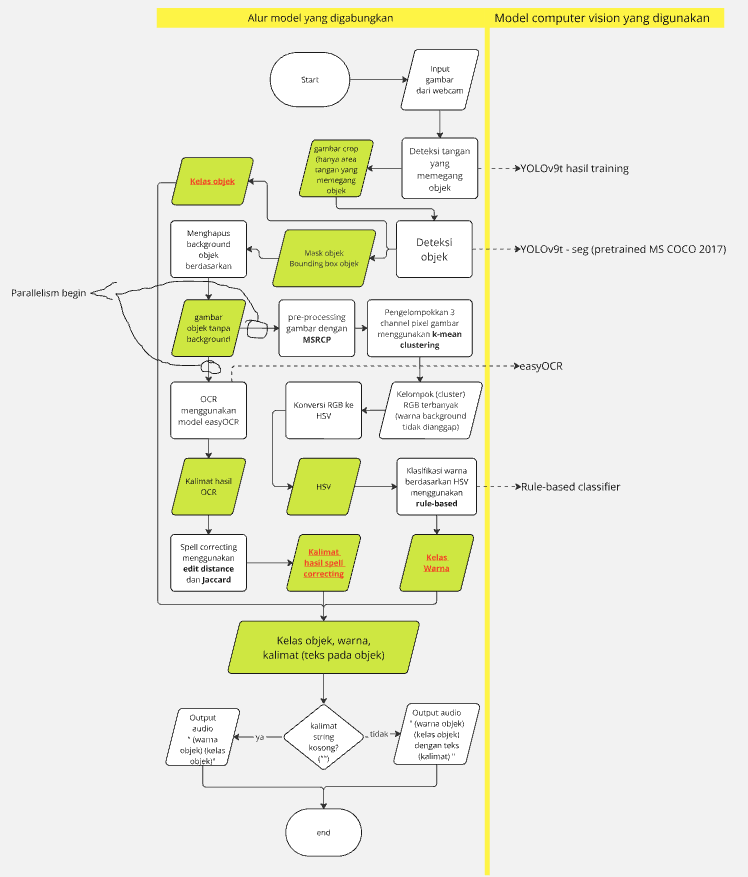 Alur model yang digabungkan
Model computer vision yang digunakan
Start
Input
gambar
dari webcam
Deteksi tangan
yang
memegang
objek
YOLOv9t hasil training
gambar crop
(hanya area
tangan yang
memegang
objek
Kelas objek
Menghapus
background
objek
berdasarkan
Mask objek
Bounding box objek
Deteksi
objek
YOLOv9t - seg (pretrained MS COCO 2017)
Parallelism begin
gambar
objek tanpa
background
pre-processing
gambar dengan
MSRCP
Pengelompokkan 3
channel pixel gambar
menggunakan k-mean
clustering
easyOCR
OCR
menggunakan
model easyOCR
Konversi RGB ke
HSV
Kelompok (cluster)
RGB terbanyak
(warna background
tidak dianggap)
Kalimat hasil
OCR
HSV
Klasifikasi warna
berdasarkan HSV
menggunakan
rule-based
Rule-based classifier
Spell correcting
menggunakan
edit distance
dan Jaccard
Kalimat
hasil spell
correcting
Kelas
Warna
Kelas objek, warna,
kalimat (teks pada objek)
Output
audio
" (warna
objek) (kelas
objek)"
ya
kalimat
string
kosong?
("")
tidak
Output audio
" (warna objek)
(kelas objek)
dengan teks
(kalimat) "
end